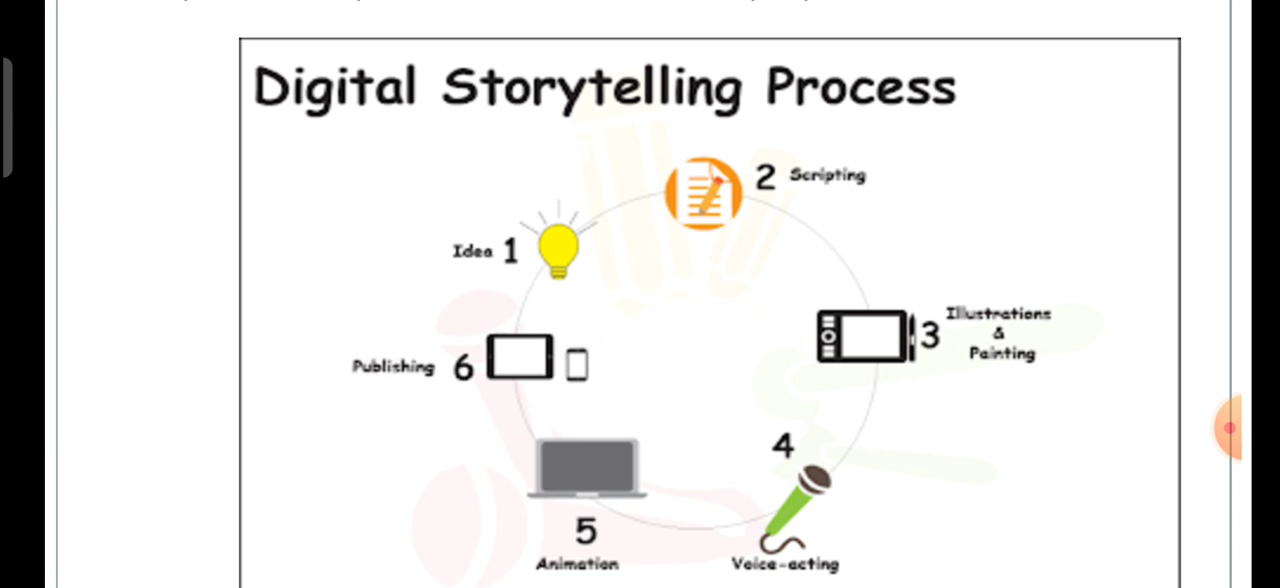 Digital Storytelling Process
2 Scripting
Idea 1
3 Illustrations
&
Painting
Publishing 6
4
5
Animation
Voice-acting